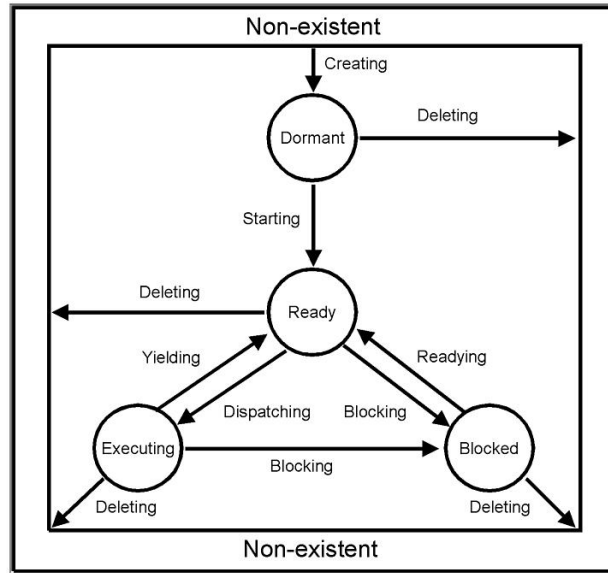 Non-existent
Creating
Dormant
Deleting
Starting
Deleting
Ready
Yielding
Readying
Dispatching
Blocking
Executing
Blocked
Blocking
Deleting
Deleting
Non-existent